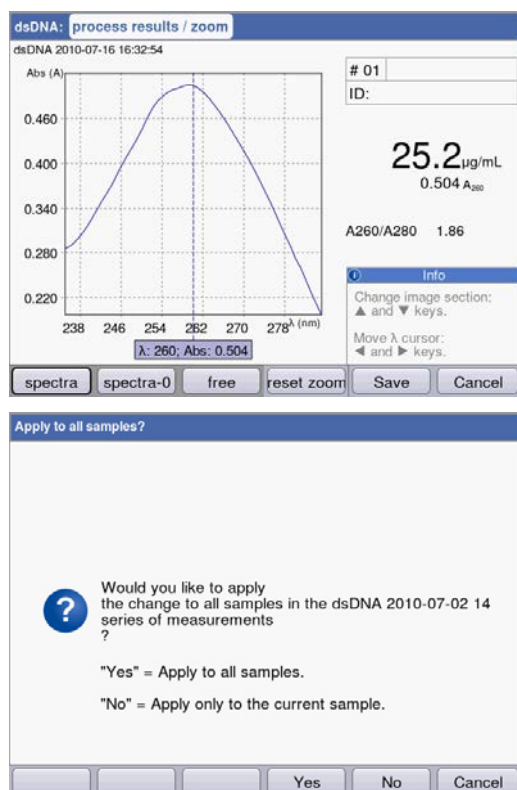 dsDNA: process results / zoom
dsDNA 2010-07-16 16:32:54
Abs (A)
0.460
0.400
0.340
0.280
0.220
238 246 254 262 270 278 λ (nm)
λ: 260; Abs: 0.504
# 01
ID:
25.2 µg/mL
0.504 A260
A260/A280 1.86
Info
Change image section:
▲ and ▼ keys.
Move λ cursor:
◀ and ▶ keys.
spectra spectra-0 free reset zoom Save Cancel
Apply to all samples?
?
Would you like to apply
the change to all samples in the dsDNA 2010-07-02 14
series of measurements
?
"Yes" = Apply to all samples.
"No" = Apply only to the current sample.
Yes No Cancel